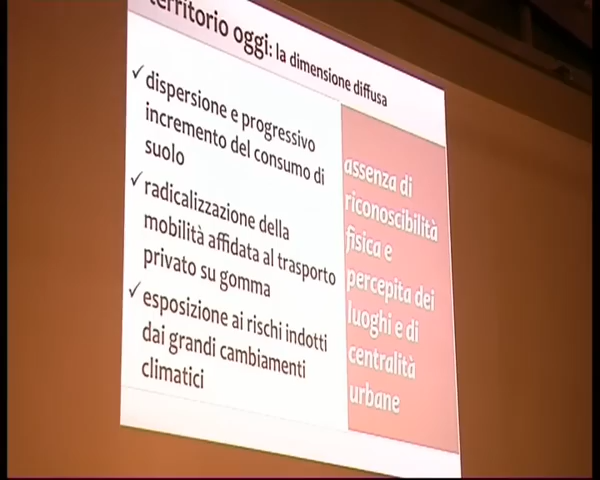 territorio oggi: la dimensione diffusa
✓ dispersione e progressivo
incremento del consumo di
suolo
✓ radicalizzazione della
mobilità affidata al trasporto
privato su gomma
✓ esposizione ai rischi indotti
dai grandi cambiamenti
climatici
assenza di
riconoscibilità
fisica e
percepita dei
luoghi e di
centralità
urbane